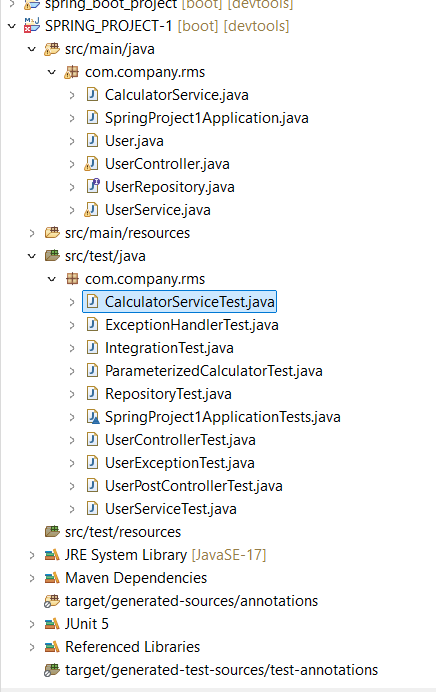 spring_boot_project [boot] [devtools]
SPRING_PROJECT-1 [boot] [devtools]
src/main/java
com.company.rms
CalculatorService.java
SpringProject1Application.java
User.java
UserController.java
UserRepository.java
UserService.java
src/main/resources
src/test/java
com.company.rms
CalculatorServiceTest.java
ExceptionHandlerTest.java
IntegrationTest.java
ParameterizedCalculatorTest.java
RepositoryTest.java
SpringProject1ApplicationTests.java
UserControllerTest.java
UserExceptionTest.java
UserPostControllerTest.java
UserServiceTest.java
src/test/resources
JRE System Library [JavaSE-17]
Maven Dependencies
target/generated-sources/annotations
JUnit 5
Referenced Libraries
target/generated-test-sources/test-annotations